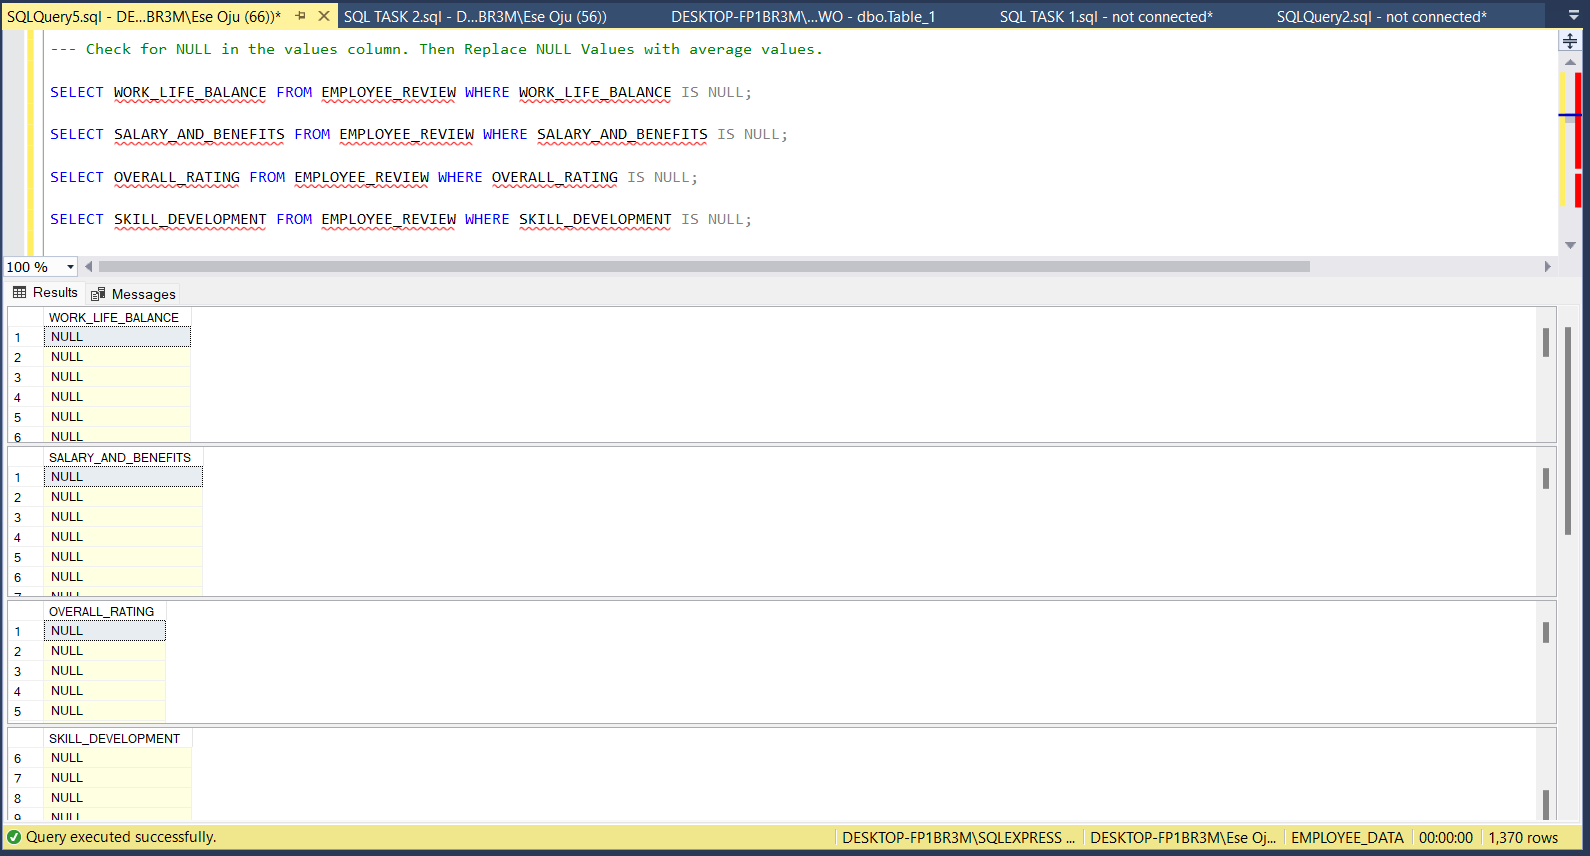 SQLQuery5.sql - DE...BR3M\Ese Oju (66))* SQL TASK 2.sql - D...BR3M\Ese Oju (56)) DESKTOP-FP1BR3M\...WO - dbo.Table_1 SQL TASK 1.sql - not connected* SQLQuery2.sql - not connected*
--- Check for NULL in the values column. Then Replace NULL Values with average values.
SELECT WORK_LIFE_BALANCE FROM EMPLOYEE_REVIEW WHERE WORK_LIFE_BALANCE IS NULL;
SELECT SALARY_AND_BENEFITS FROM EMPLOYEE_REVIEW WHERE SALARY_AND_BENEFITS IS NULL;
SELECT OVERALL_RATING FROM EMPLOYEE_REVIEW WHERE OVERALL_RATING IS NULL;
SELECT SKILL_DEVELOPMENT FROM EMPLOYEE_REVIEW WHERE SKILL_DEVELOPMENT IS NULL;
100 %
Results Messages
WORK_LIFE_BALANCE
1 NULL
2 NULL
3 NULL
4 NULL
5 NULL
6 NULL
SALARY_AND_BENEFITS
1 NULL
2 NULL
3 NULL
4 NULL
5 NULL
6 NULL
7 NULL
OVERALL_RATING
1 NULL
2 NULL
3 NULL
4 NULL
5 NULL
SKILL_DEVELOPMENT
6 NULL
7 NULL
8 NULL
9 NULL
Query executed successfully. DESKTOP-FP1BR3M\SQLEXPRESS ... DESKTOP-FP1BR3M\Ese Oj... EMPLOYEE_DATA 00:00:00 1,370 rows